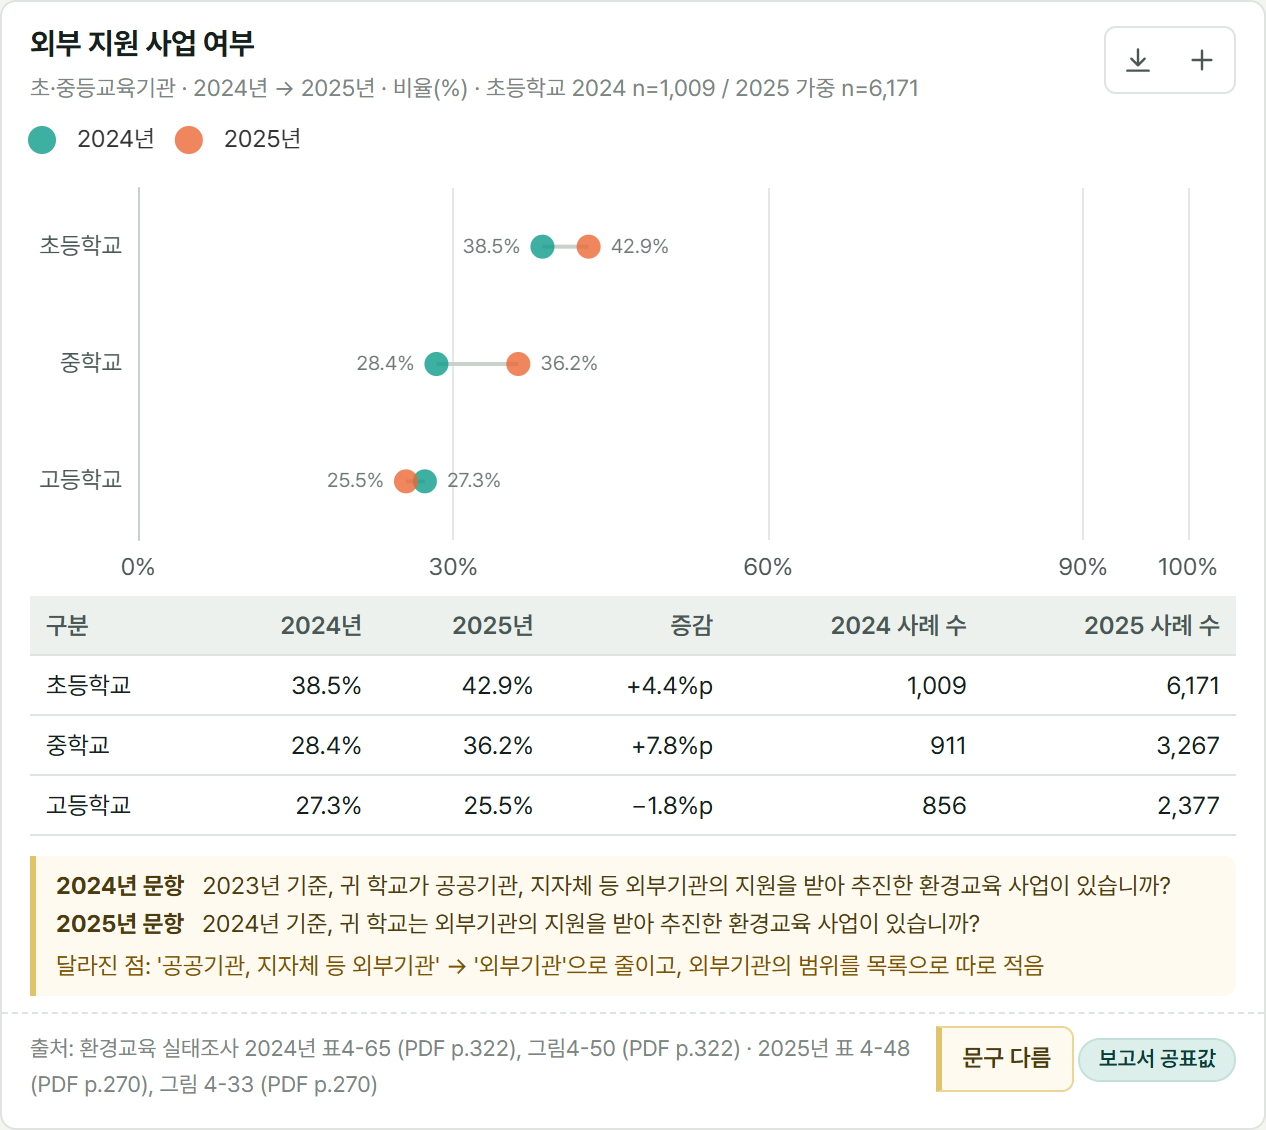 외부 지원 사업 여부
초·중등교육기관 · 2024년 → 2025년 · 비율(%) · 초등학교 2024 n=1,009 / 2025 가중 n=6,171
2024년 2025년
초등학교 38.5% 42.9%
중학교 28.4% 36.2%
고등학교 25.5% 27.3%
0% 30% 60% 90% 100%
구분 2024년 2025년 증감 2024 사례 수 2025 사례 수
초등학교 38.5% 42.9% +4.4%p 1,009 6,171
중학교 28.4% 36.2% +7.8%p 911 3,267
고등학교 27.3% 25.5% −1.8%p 856 2,377
2024년 문항 2023년 기준, 귀 학교가 공공기관, 지자체 등 외부기관의 지원을 받아 추진한 환경교육 사업이 있습니까?
2025년 문항 2024년 기준, 귀 학교는 외부기관의 지원을 받아 추진한 환경교육 사업이 있습니까?
달라진 점: '공공기관, 지자체 등 외부기관' → '외부기관'으로 줄이고, 외부기관의 범위를 목록으로 따로 적음
출처: 환경교육 실태조사 2024년 표4-65 (PDF p.322), 그림4-50 (PDF p.322) · 2025년 표 4-48
(PDF p.270), 그림 4-33 (PDF p.270)
문구 다름 보고서 공표값